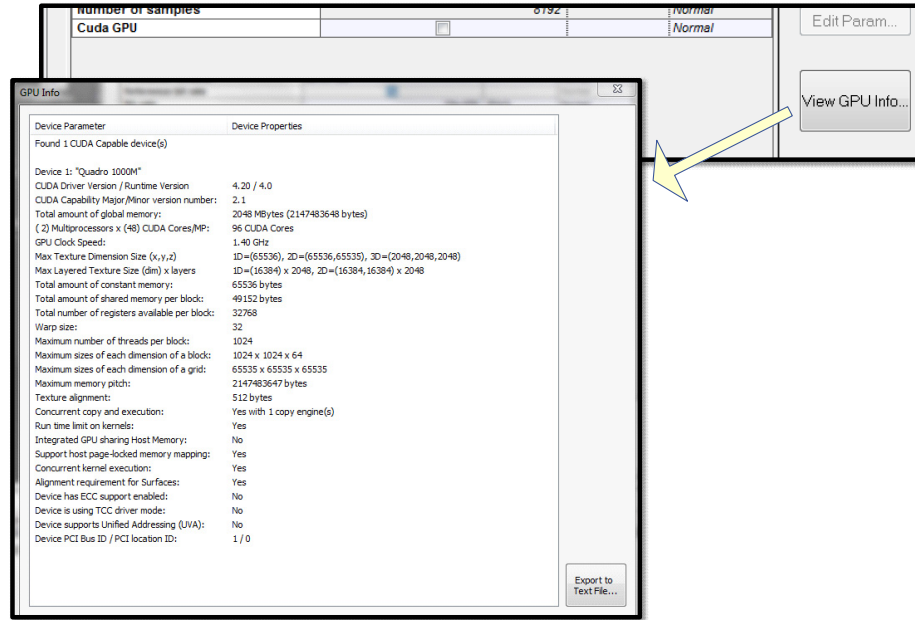 Number of samples 8192 Normal
Cuda GPU Normal
Edit Param...
View GPU Info...
GPU Info
Device Parameter Device Properties
Found 1 CUDA Capable device(s)
Device 1: "Quadro 1000M"
CUDA Driver Version / Runtime Version 4.20 / 4.0
CUDA Capability Major/Minor version number: 2.1
Total amount of global memory: 2048 MBytes (2147483648 bytes)
( 2) Multiprocessors x (48) CUDA Cores/MP: 96 CUDA Cores
GPU Clock Speed: 1.40 GHz
Max Texture Dimension Size (x,y,z) 1D=(65536), 2D=(65536,65535), 3D=(2048,2048,2048)
Max Layered Texture Size (dim) x layers 1D=(16384) x 2048, 2D=(16384,16384) x 2048
Total amount of constant memory: 65536 bytes
Total amount of shared memory per block: 49152 bytes
Total number of registers available per block: 32768
Warp size: 32
Maximum number of threads per block: 1024
Maximum sizes of each dimension of a block: 1024 x 1024 x 64
Maximum sizes of each dimension of a grid: 65535 x 65535 x 65535
Maximum memory pitch: 2147483647 bytes
Texture alignment: 512 bytes
Concurrent copy and execution: Yes with 1 copy engine(s)
Run time limit on kernels: Yes
Integrated GPU sharing Host Memory: No
Support host page-locked memory mapping: Yes
Concurrent kernel execution: Yes
Alignment requirement for Surfaces: Yes
Device has ECC support enabled: No
Device is using TCC driver mode: No
Device supports Unified Addressing (UVA): No
Device PCI Bus ID / PCI location ID: 1 / 0
Export to
Text File...